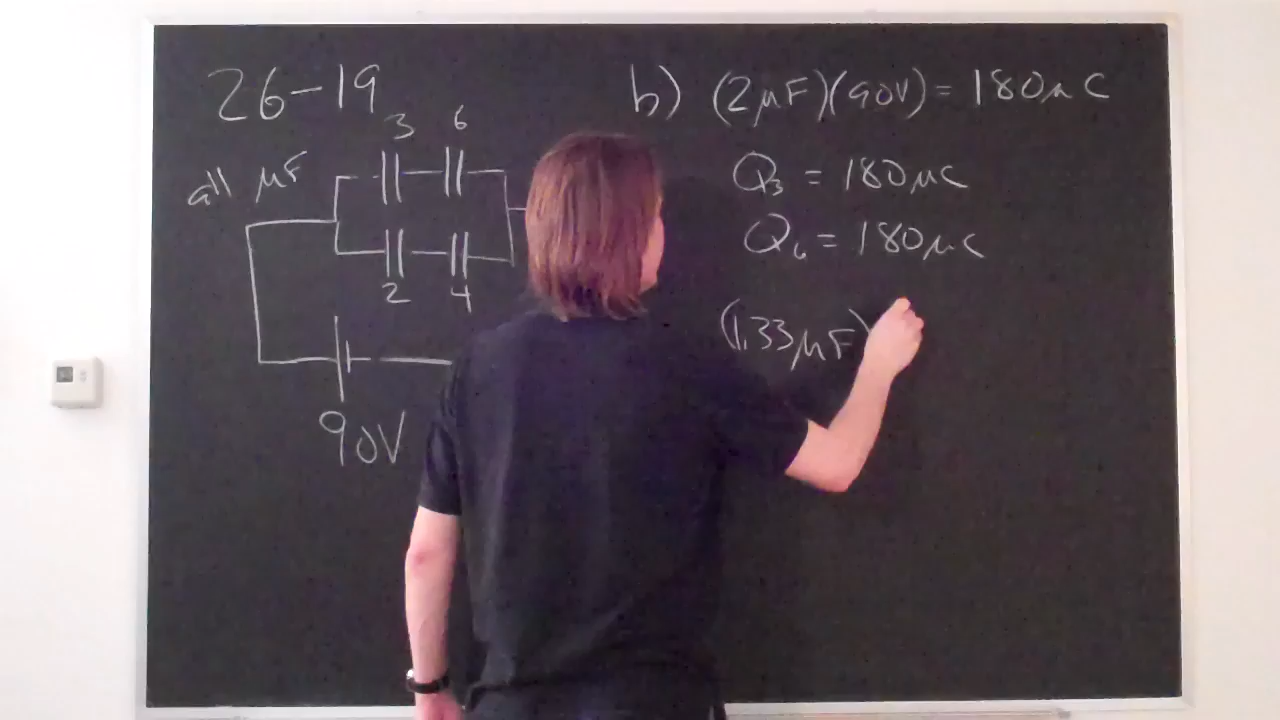 26-19
3 6
all μF
2 4
90V
b) (2μF)(90V) = 180μC
Q₃ = 180μC
Q₆ = 180μC
(1.33μF)